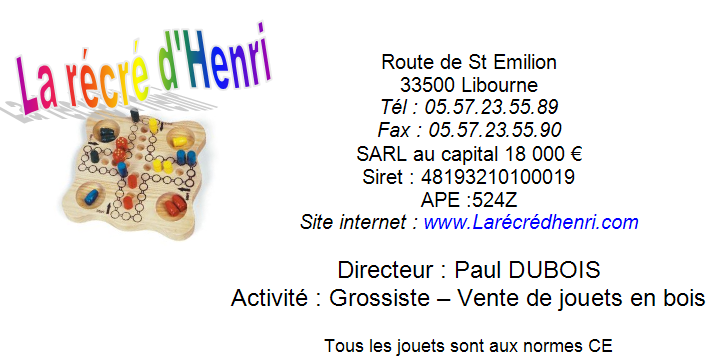 La récré d'Henri
Route de St Emilion
33500 Libourne
Tél : 05.57.23.55.89
Fax : 05.57.23.55.90
SARL au capital 18 000 €
Siret : 48193210100019
APE :524Z
Site internet : www.Larécrédhenri.com
Directeur : Paul DUBOIS
Activité : Grossiste – Vente de jouets en bois
Tous les jouets sont aux normes CE